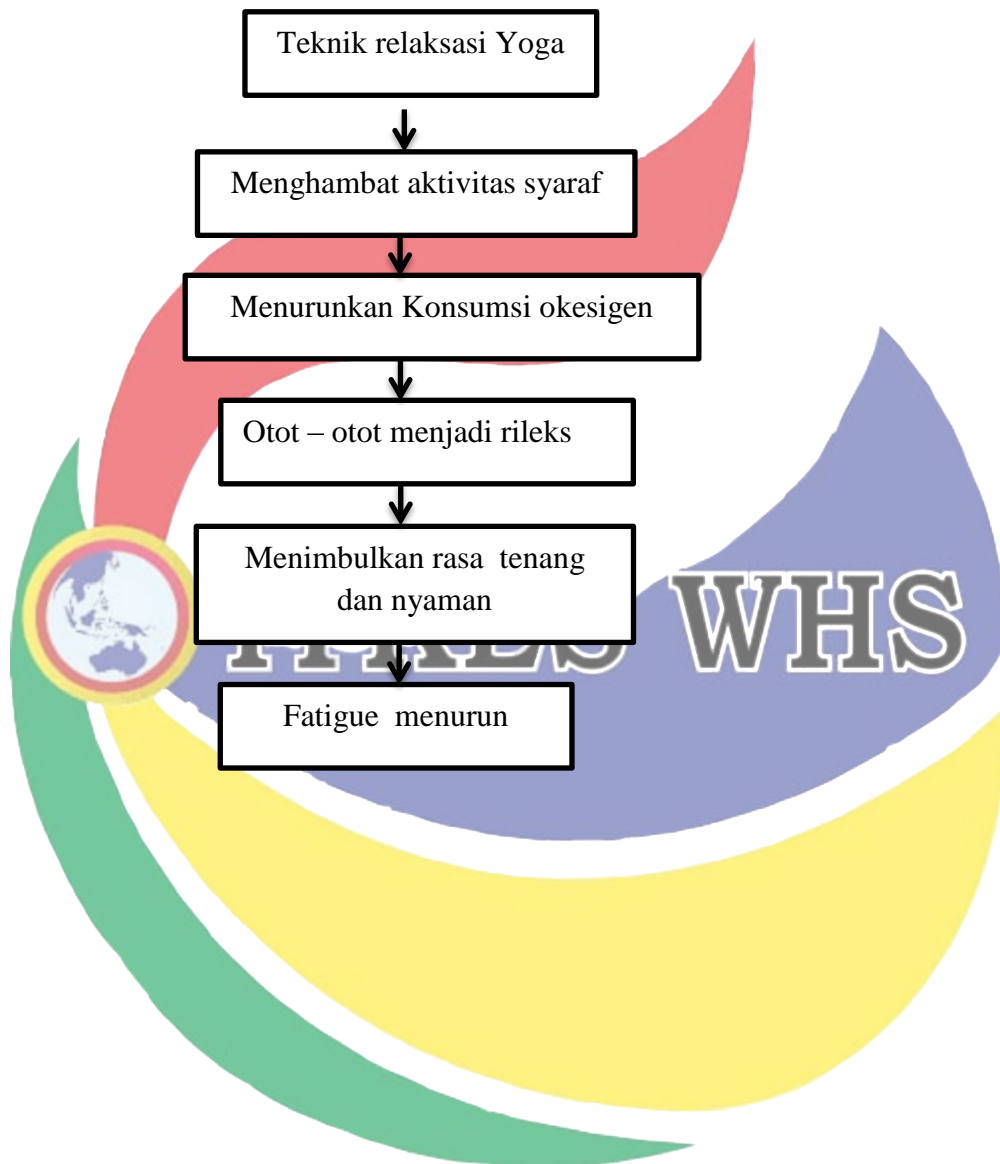 Teknik relaksasi Yoga
Menghambat aktivitas syaraf
Menurunkan Konsumsi okesigen
Otot – otot menjadi rileks
Menimbulkan rasa tenang
dan nyaman
WHS
Fatigue menurun